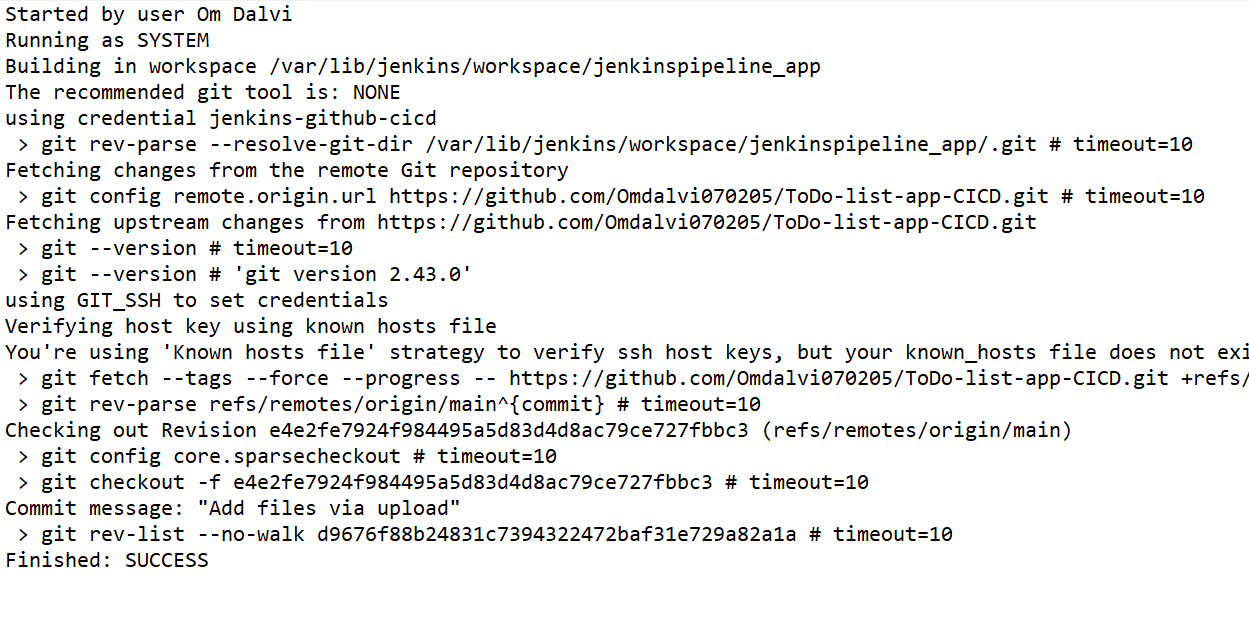 Started by user Om Dalvi
Running as SYSTEM
Building in workspace /var/lib/jenkins/workspace/jenkinspipeline_app
The recommended git tool is: NONE
using credential jenkins-github-cicd
> git rev-parse --resolve-git-dir /var/lib/jenkins/workspace/jenkinspipeline_app/.git # timeout=10
Fetching changes from the remote Git repository
> git config remote.origin.url https://github.com/Omdalvi070205/ToDo-list-app-CICD.git # timeout=10
Fetching upstream changes from https://github.com/Omdalvi070205/ToDo-list-app-CICD.git
> git --version # timeout=10
> git --version # 'git version 2.43.0'
using GIT_SSH to set credentials
Verifying host key using known hosts file
You're using 'Known hosts file' strategy to verify ssh host keys, but your known_hosts file does not exi
> git fetch --tags --force --progress -- https://github.com/Omdalvi070205/ToDo-list-app-CICD.git +refs/
> git rev-parse refs/remotes/origin/main^{commit} # timeout=10
Checking out Revision e4e2fe7924f984495a5d83d4d8ac79ce727fbbc3 (refs/remotes/origin/main)
> git config core.sparsecheckout # timeout=10
> git checkout -f e4e2fe7924f984495a5d83d4d8ac79ce727fbbc3 # timeout=10
Commit message: "Add files via upload"
> git rev-list --no-walk d9676f88b24831c7394322472baf31e729a82a1a # timeout=10
Finished: SUCCESS